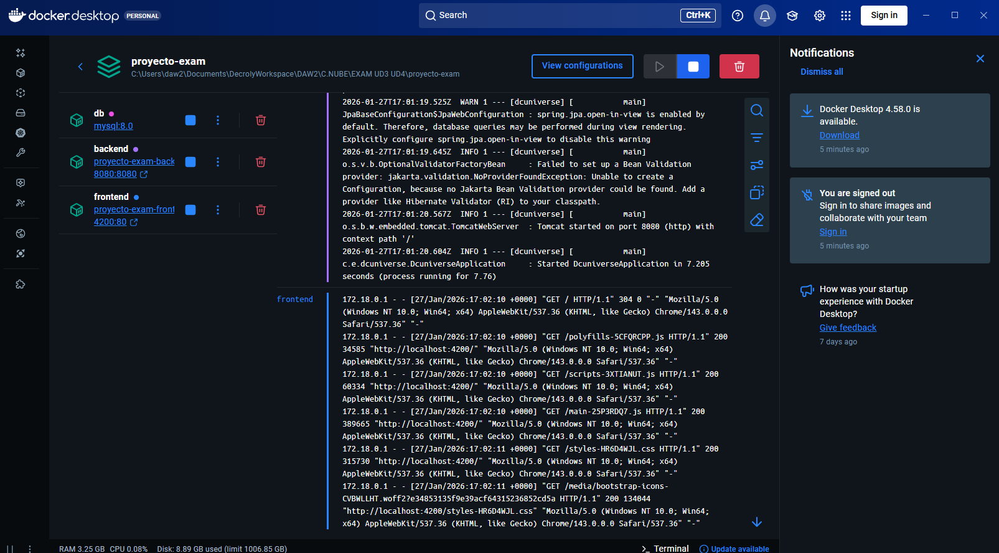 docker.desktop PERSONAL
Search
Ctrl+K
Sign in
proyecto-exam
C:\Users\daw2\Documents\DecrolyWorkspace\DAW2\C.NUBE\EXAM UD3 UD4\proyecto-exam
View configurations
db
mysql:8.0
backend
proyecto-exam-back
8080:8080
frontend
proyecto-exam-front
4200:80
2026-01-27T17:01:19.525Z  WARN 1 --- [dcuniverse] [           main]
JpaBaseConfiguration$JpaWebConfiguration : spring.jpa.open-in-view is enabled by
default. Therefore, database queries may be performed during view rendering.
Explicitly configure spring.jpa.open-in-view to disable this warning
2026-01-27T17:01:19.645Z  INFO 1 --- [dcuniverse] [           main]
o.s.v.b.OptionalValidatorFactoryBean     : Failed to set up a Bean Validation
provider: jakarta.validation.NoProviderFoundException: Unable to create a
Configuration, because no Jakarta Bean Validation provider could be found. Add a
provider like Hibernate Validator (RI) to your classpath.
2026-01-27T17:01:20.567Z  INFO 1 --- [dcuniverse] [           main]
o.s.b.w.embedded.tomcat.TomcatWebServer  : Tomcat started on port 8080 (http) with
context path '/'
2026-01-27T17:01:20.604Z  INFO 1 --- [dcuniverse] [           main]
c.e.dcuniverse.DcuniverseApplication     : Started DcuniverseApplication in 7.205
seconds (process running for 7.76)
frontend
172.18.0.1 - - [27/Jan/2026:17:02:10 +0000] "GET / HTTP/1.1" 304 0 "-" "Mozilla/5.0
(Windows NT 10.0; Win64; x64) AppleWebKit/537.36 (KHTML, like Gecko) Chrome/143.0.0.0
Safari/537.36" "-"
172.18.0.1 - - [27/Jan/2026:17:02:10 +0000] "GET /polyfills-5CFQRCPP.js HTTP/1.1" 200
34585 "http://localhost:4200/" "Mozilla/5.0 (Windows NT 10.0; Win64; x64)
AppleWebKit/537.36 (KHTML, like Gecko) Chrome/143.0.0.0 Safari/537.36" "-"
172.18.0.1 - - [27/Jan/2026:17:02:10 +0000] "GET /scripts-3XTIANUT.js HTTP/1.1" 200
60334 "http://localhost:4200/" "Mozilla/5.0 (Windows NT 10.0; Win64; x64)
AppleWebKit/537.36 (KHTML, like Gecko) Chrome/143.0.0.0 Safari/537.36" "-"
172.18.0.1 - - [27/Jan/2026:17:02:10 +0000] "GET /main-25P3RDQ7.js HTTP/1.1" 200
389665 "http://localhost:4200/" "Mozilla/5.0 (Windows NT 10.0; Win64; x64)
AppleWebKit/537.36 (KHTML, like Gecko) Chrome/143.0.0.0 Safari/537.36" "-"
172.18.0.1 - - [27/Jan/2026:17:02:11 +0000] "GET /styles-HR6D4WJL.css HTTP/1.1" 200
315730 "http://localhost:4200/" "Mozilla/5.0 (Windows NT 10.0; Win64; x64)
AppleWebKit/537.36 (KHTML, like Gecko) Chrome/143.0.0.0 Safari/537.36" "-"
172.18.0.1 - - [27/Jan/2026:17:02:11 +0000] "GET /media/bootstrap-icons-
CVBWLLHT.woff2?e34853135f9e39acf64315236852cd5a HTTP/1.1" 200 134044
"http://localhost:4200/styles-HR6D4WJL.css" "Mozilla/5.0 (Windows NT 10.0; Win64;
x64) AppleWebKit/537.36 (KHTML, like Gecko) Chrome/143.0.0.0 Safari/537.36" "-"
Notifications
Dismiss all
Docker Desktop 4.58.0 is
available.
Download
5 minutes ago
You are signed out
Sign in to share images and
collaborate with your team
Sign in
5 minutes ago
How was your startup
experience with Docker
Desktop?
Give feedback
7 days ago
RAM 3.25 GB  CPU 0.08%  Disk: 8.89 GB used (limit 1006.85 GB)
Terminal
Update available